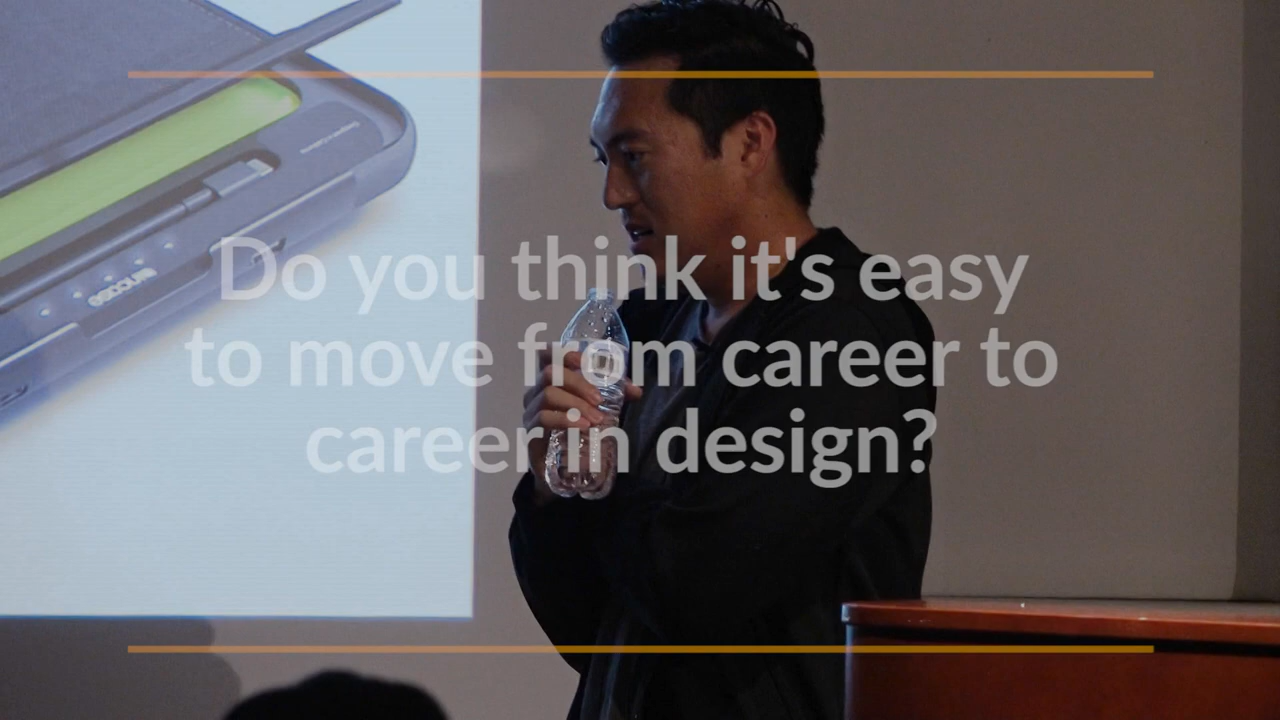 Do you think it's easy
to move from career to
career in design?